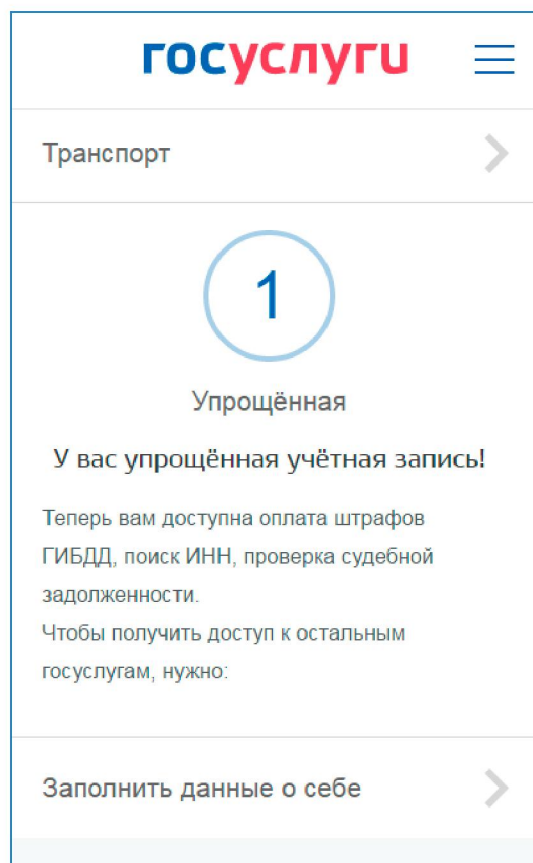 госуслуги
Транспорт
1
Упрощённая
У вас упрощённая учётная запись!
Теперь вам доступна оплата штрафов
ГИБДД, поиск ИНН, проверка судебной
задолженности.
Чтобы получить доступ к остальным
госуслугам, нужно:
Заполнить данные о себе